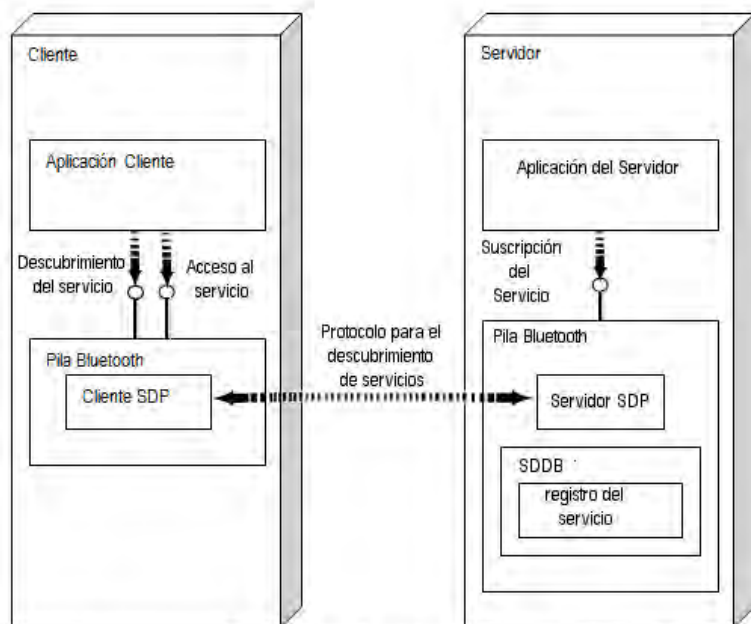 Cliente
Aplicación Cliente
Descubrimiento
del servicio
Acceso al
servicio
Pila Bluetooth
Cliente SDP
Protocolo para el
descubrimiento
de servicios
Servidor
Aplicación del Servidor
Suscripción
del
Servicio
Pila Bluetooth
Servidor SDP
SDDB
registro del
servicio